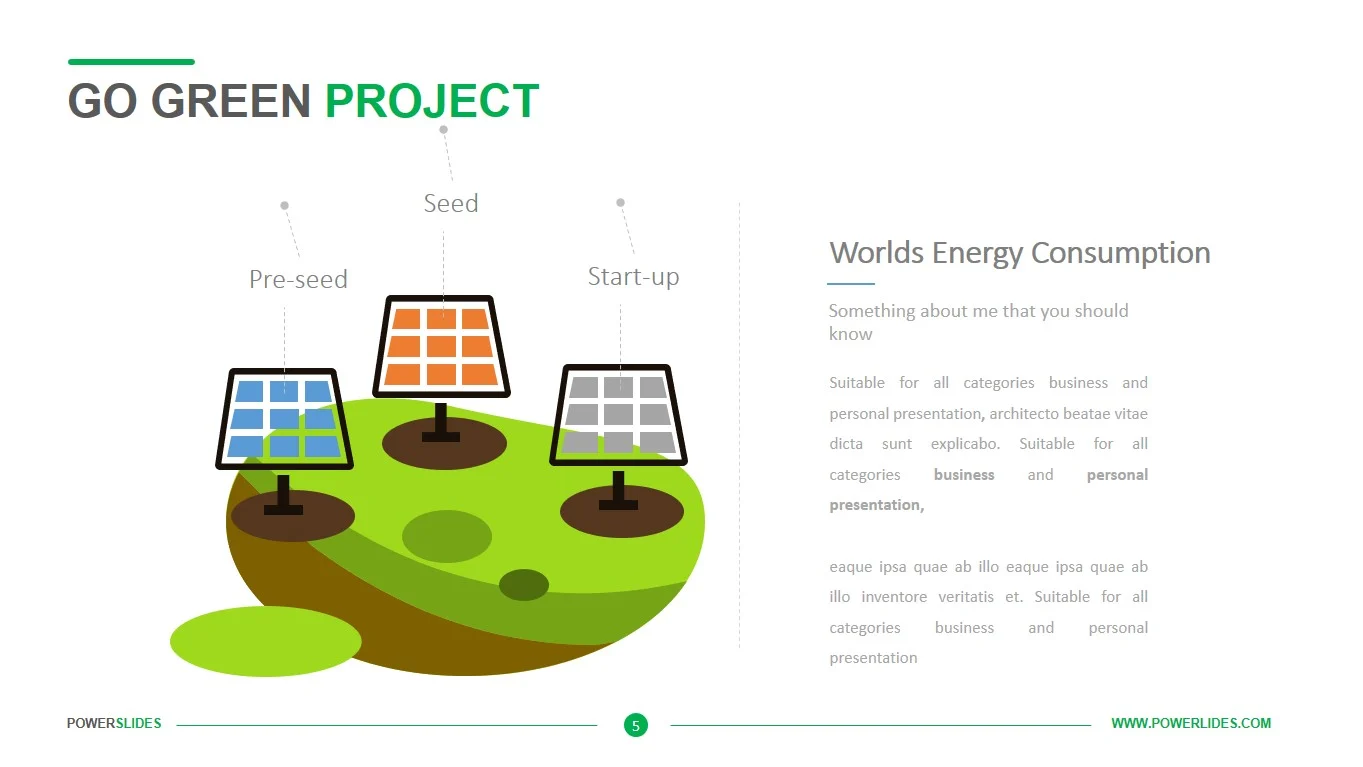 GO GREEN PROJECT
Seed
Pre-seed
Start-up
Worlds Energy Consumption
Something about me that you should
know
Suitable for all categories business and
personal presentation, architecto beatae vitae
dicta sunt explicabo. Suitable for all
categories business and personal
presentation,
eaque ipsa quae ab illo eaque ipsa quae ab
illo inventore veritatis et. Suitable for all
categories business and personal
presentation
POWERSLIDES
5
WWW.POWERLIDES.COM